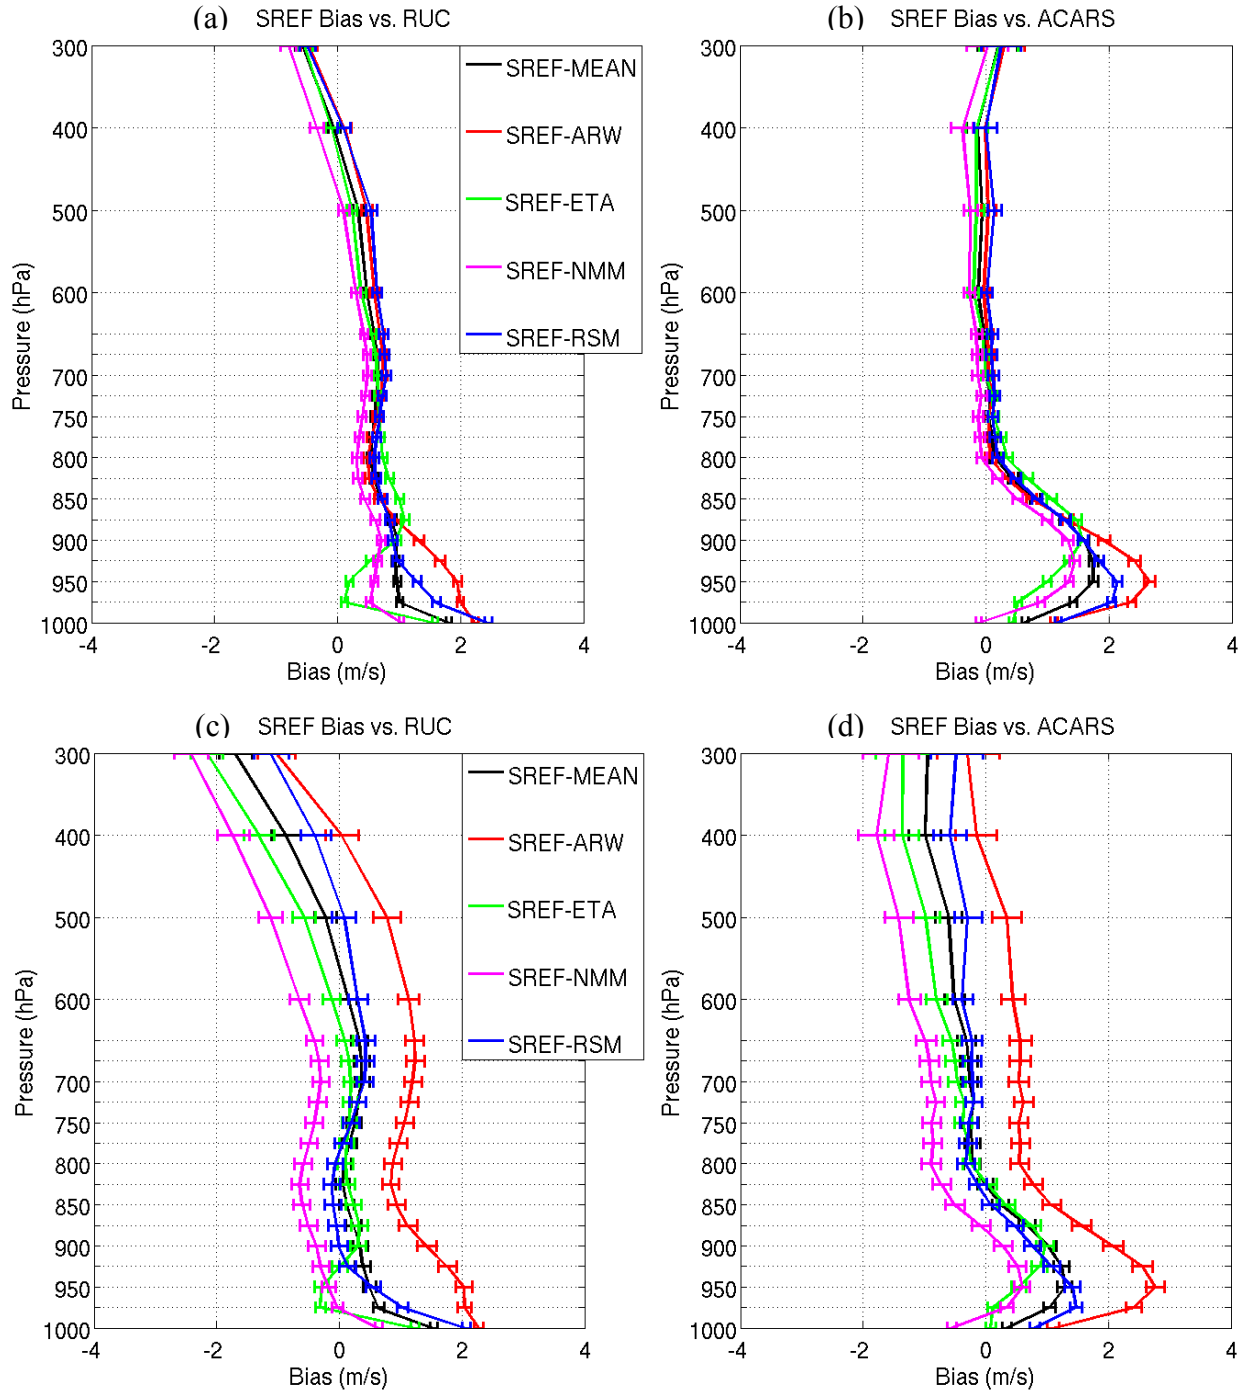 (a) SREF Bias vs. RUC
300
400
500
600
700
750
800
850
900
950
1000
Pressure (hPa)
-4 -2 0 2 4
Bias (m/s)
SREF-MEAN
SREF-ARW
SREF-ETA
SREF-NMM
SREF-RSM
(b) SREF Bias vs. ACARS
300
400
500
600
700
750
800
850
900
950
1000
Pressure (hPa)
-4 -2 0 2 4
Bias (m/s)
(c) SREF Bias vs. RUC
300
400
500
600
700
750
800
850
900
950
1000
Pressure (hPa)
-4 -2 0 2 4
Bias (m/s)
SREF-MEAN
SREF-ARW
SREF-ETA
SREF-NMM
SREF-RSM
(d) SREF Bias vs. ACARS
300
400
500
600
700
750
800
850
900
950
1000
Pressure (hPa)
-4 -2 0 2 4
Bias (m/s)